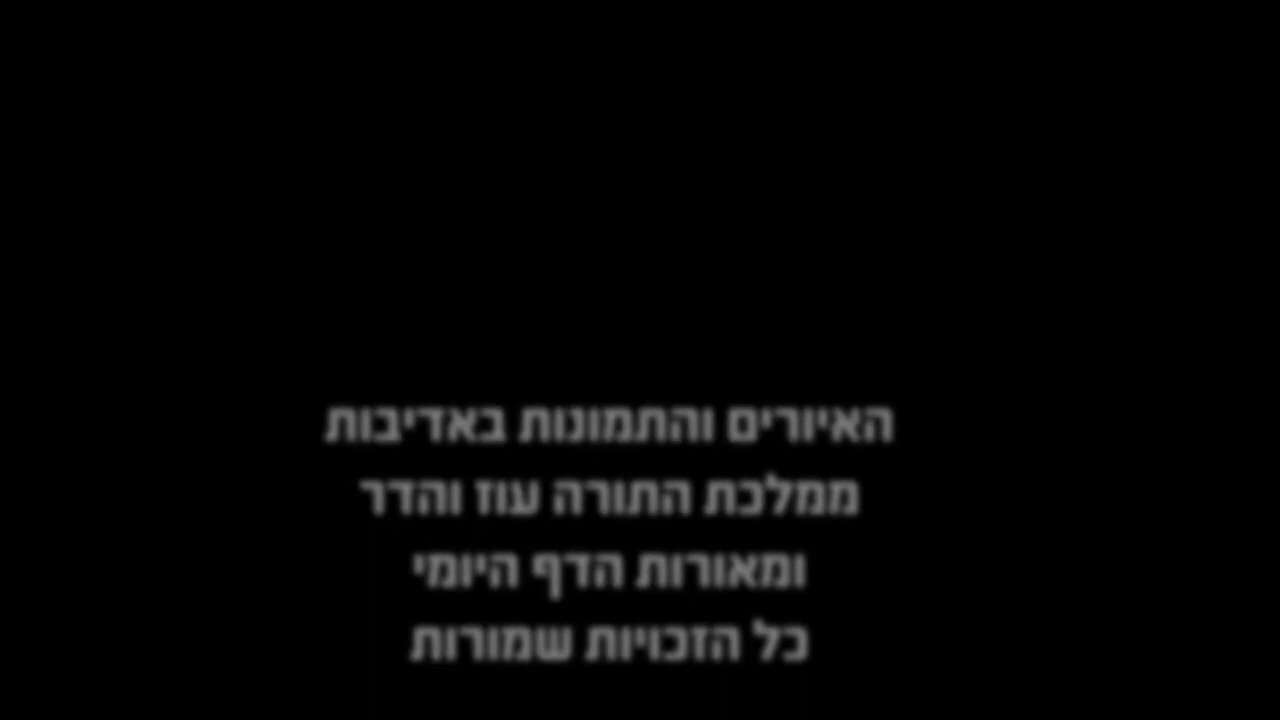 האיורים והתמונות באדיבות
ממלכת התורה עוז והדר
ומאורות הדף היומי
כל הזכויות שמורות